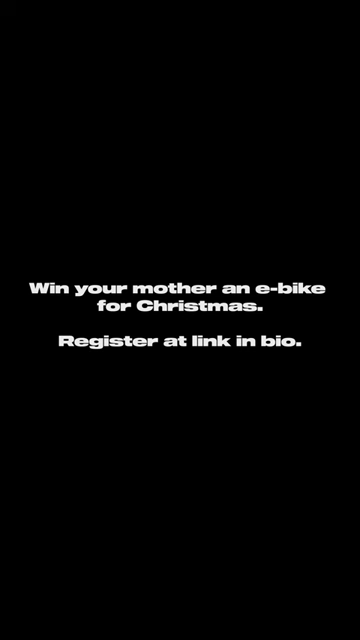 Win your mother an e-bike
for Christmas.
Register at link in bio.